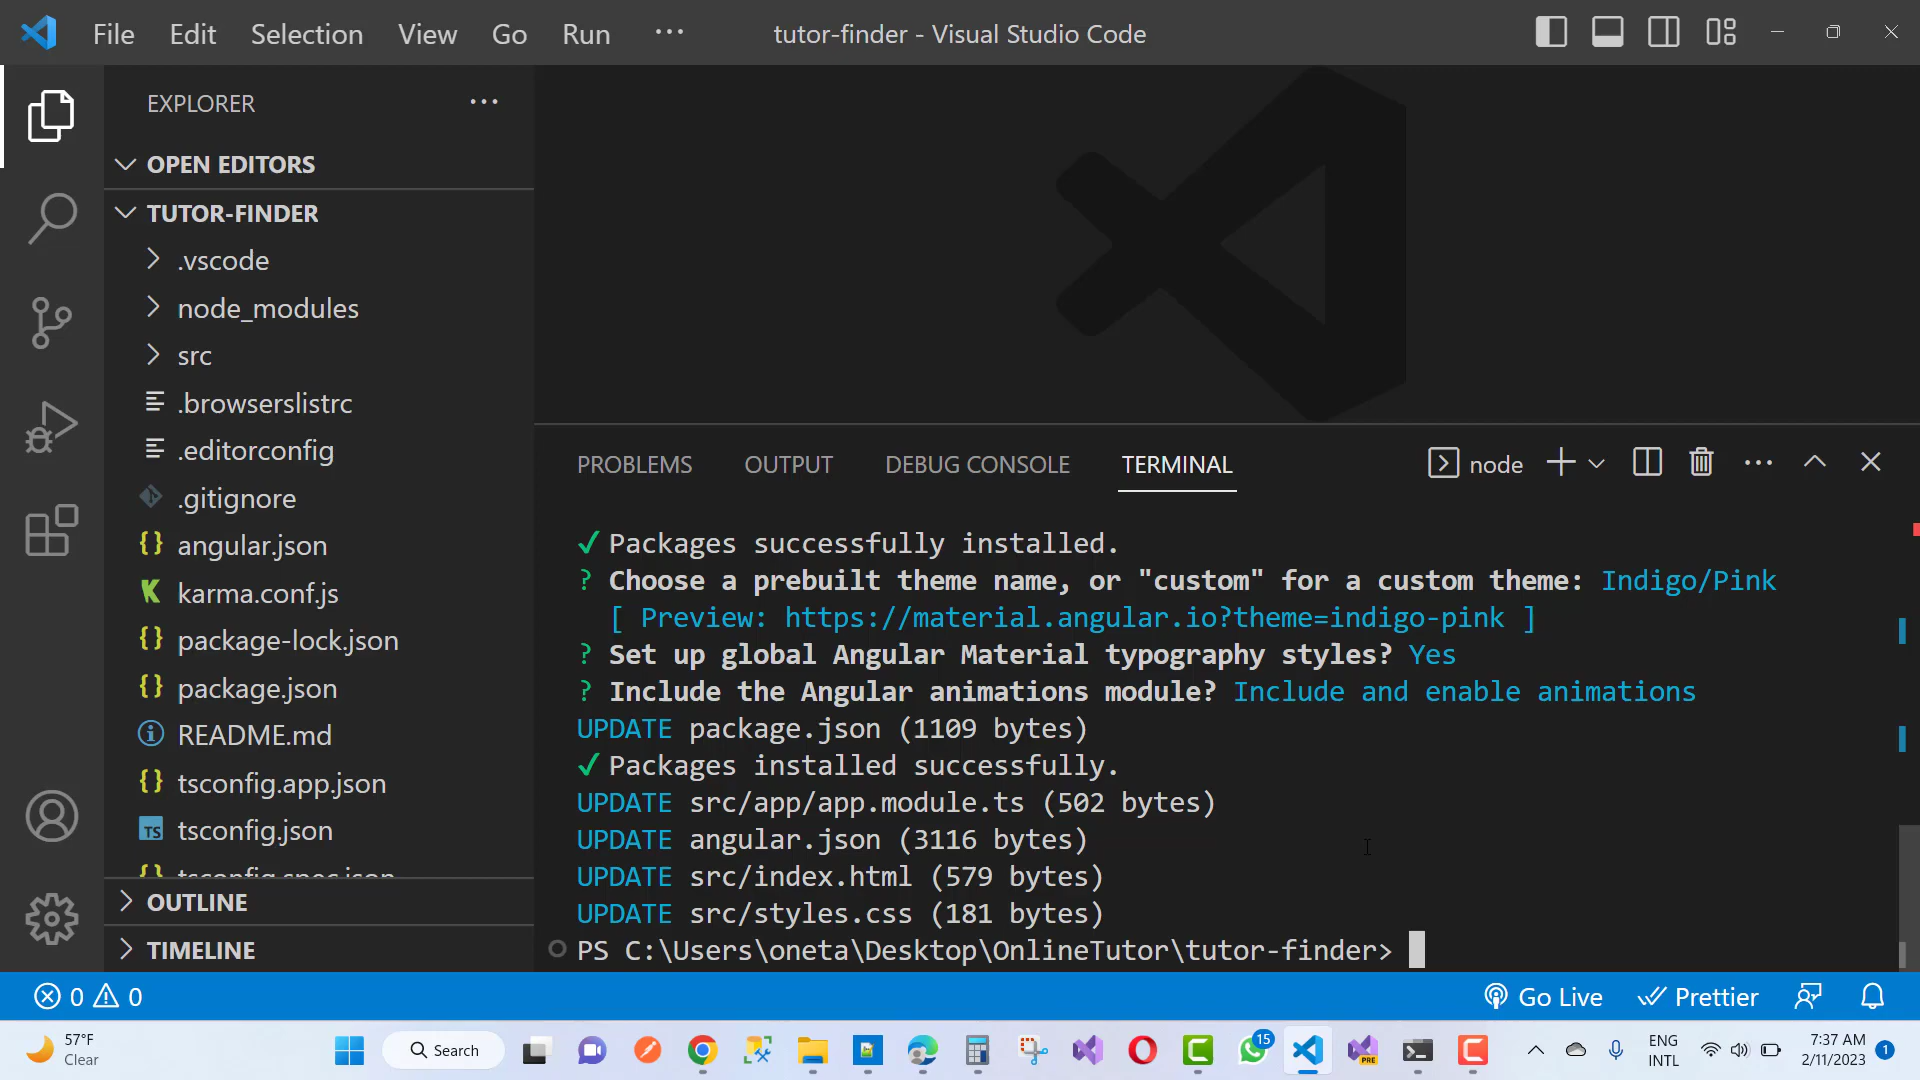 File Edit Selection View Go Run ···
tutor-finder - Visual Studio Code
EXPLORER ···
OPEN EDITORS
TUTOR-FINDER
.vscode
node_modules
src
.browserslistrc
.editorconfig
.gitignore
angular.json
karma.conf.js
package-lock.json
package.json
README.md
tsconfig.app.json
TS tsconfig.json
tsconfig.spec.json
OUTLINE
TIMELINE
PROBLEMS OUTPUT DEBUG CONSOLE TERMINAL node
✓ Packages successfully installed.
? Choose a prebuilt theme name, or "custom" for a custom theme: Indigo/Pink
[ Preview: https://material.angular.io?theme=indigo-pink ]
? Set up global Angular Material typography styles? Yes
? Include the Angular animations module? Include and enable animations
UPDATE package.json (1109 bytes)
✓ Packages installed successfully.
UPDATE src/app/app.module.ts (502 bytes)
UPDATE angular.json (3116 bytes)
UPDATE src/index.html (579 bytes)
UPDATE src/styles.css (181 bytes)
PS C:\Users\oneta\Desktop\OnlineTutor\tutor-finder>
0 0 Go Live Prettier
57°F
Clear
Search
15
PRE
ENG
INTL
7:37 AM
2/11/2023
1